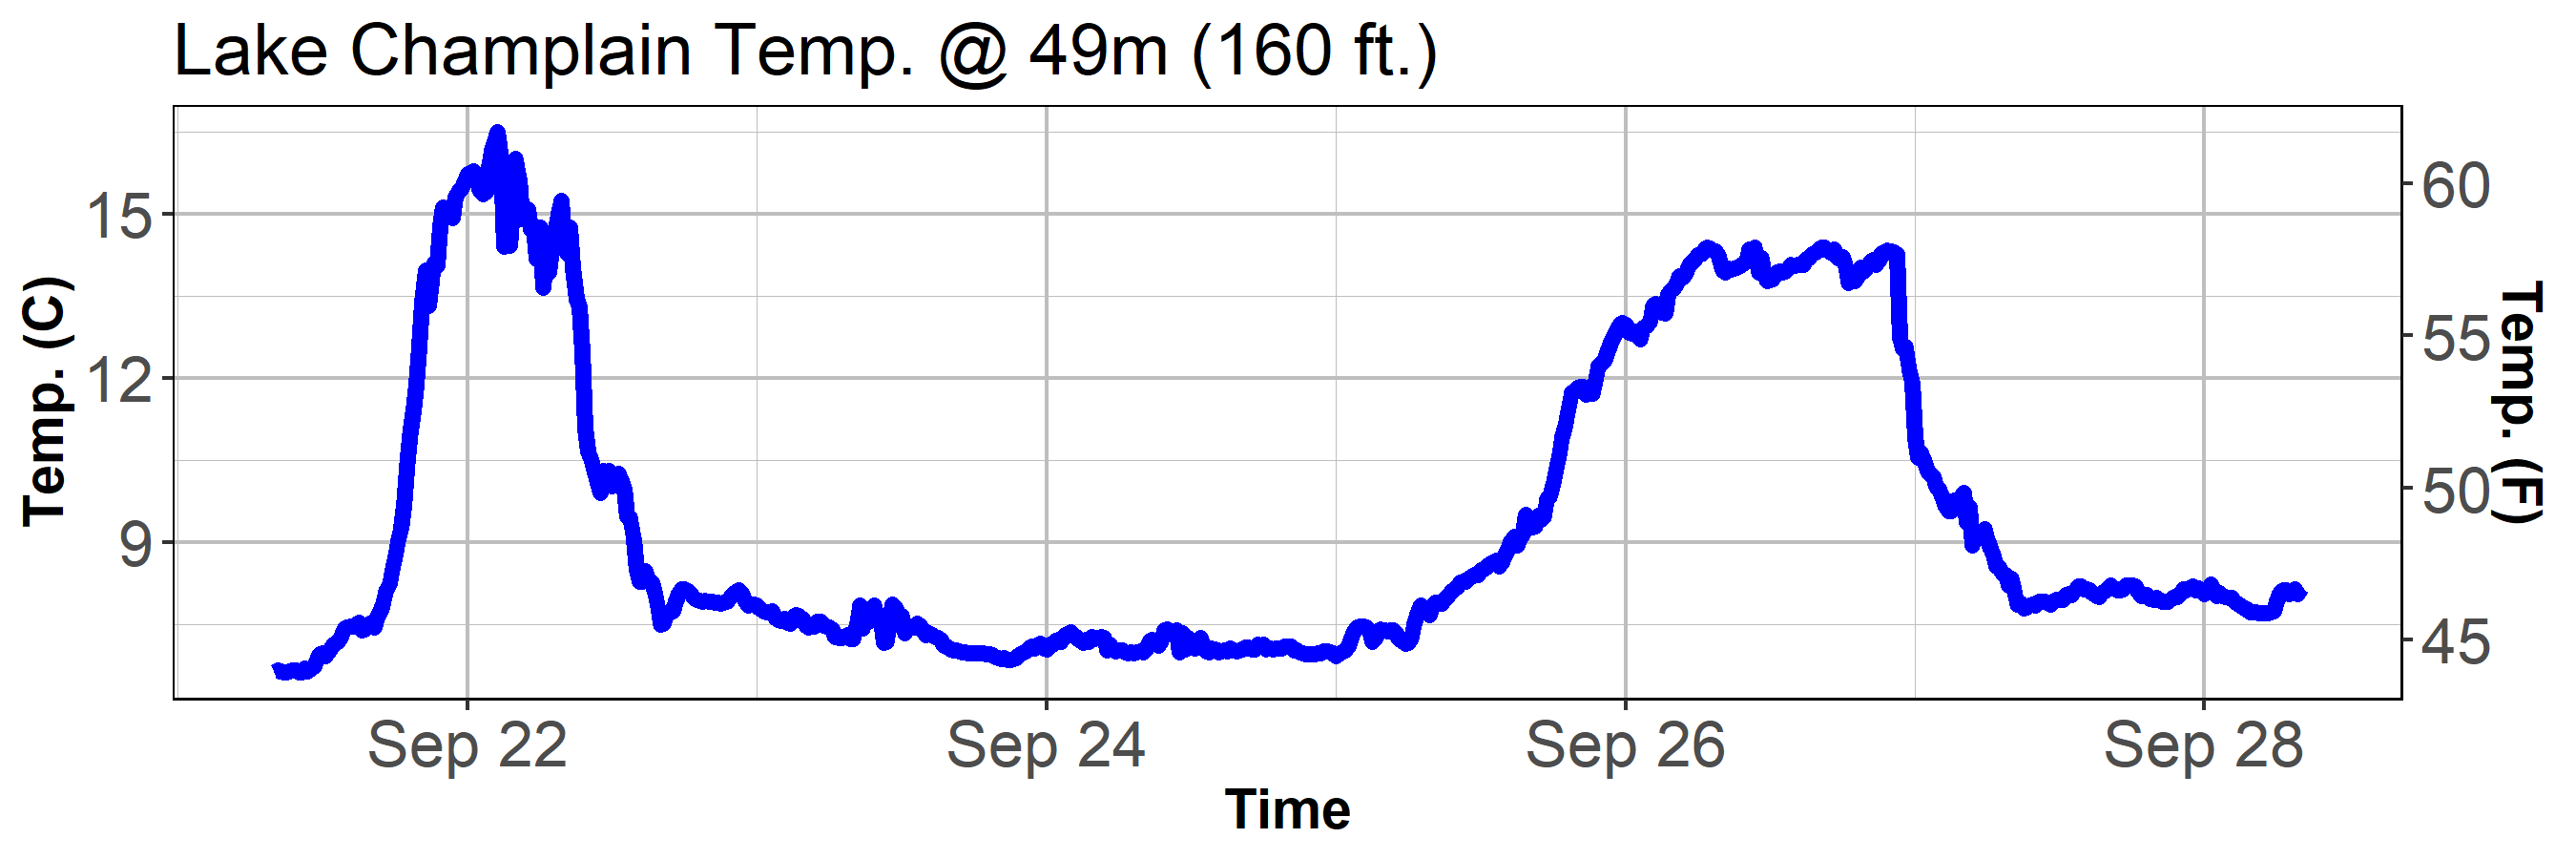 Lake Champlain Temp. @ 49m (160 ft.)
Temp. (C)
15
12
9
60
55
50
45
Temp. (F)
Sep 22
Sep 24
Sep 26
Sep 28
Time